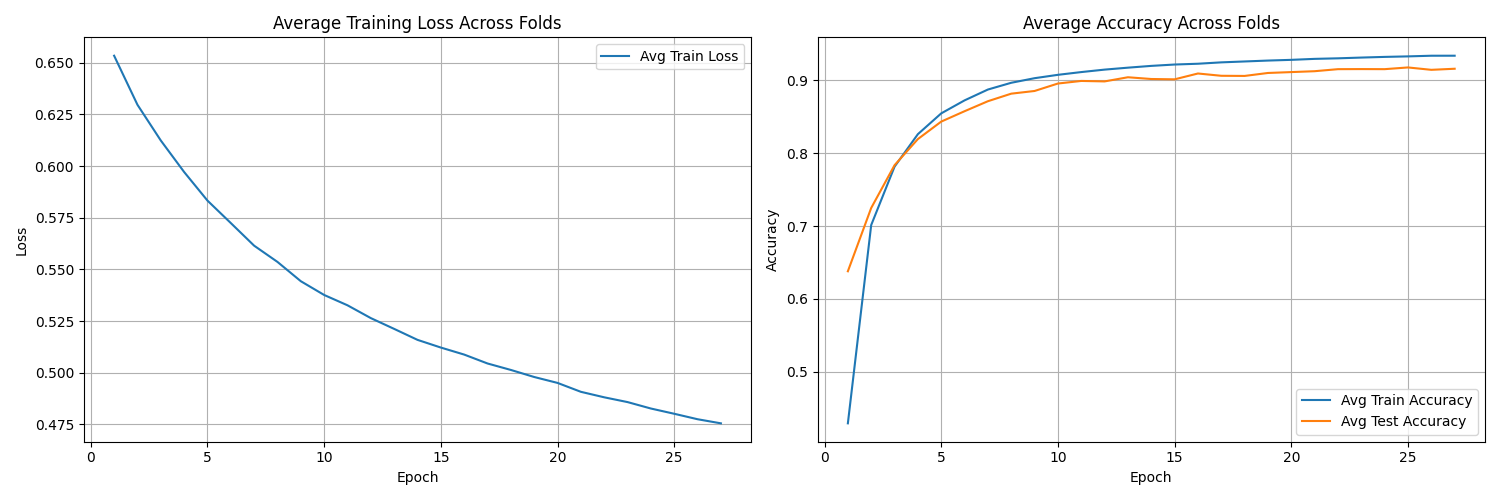 Average Training Loss Across Folds
Avg Train Loss
0.650
0.625
0.600
0.575
0.550
0.525
0.500
0.475
Loss
0 5 10 15 20 25
Epoch
Average Accuracy Across Folds
0.9
0.8
0.7
0.6
0.5
Accuracy
Avg Train Accuracy
Avg Test Accuracy
0 5 10 15 20 25
Epoch